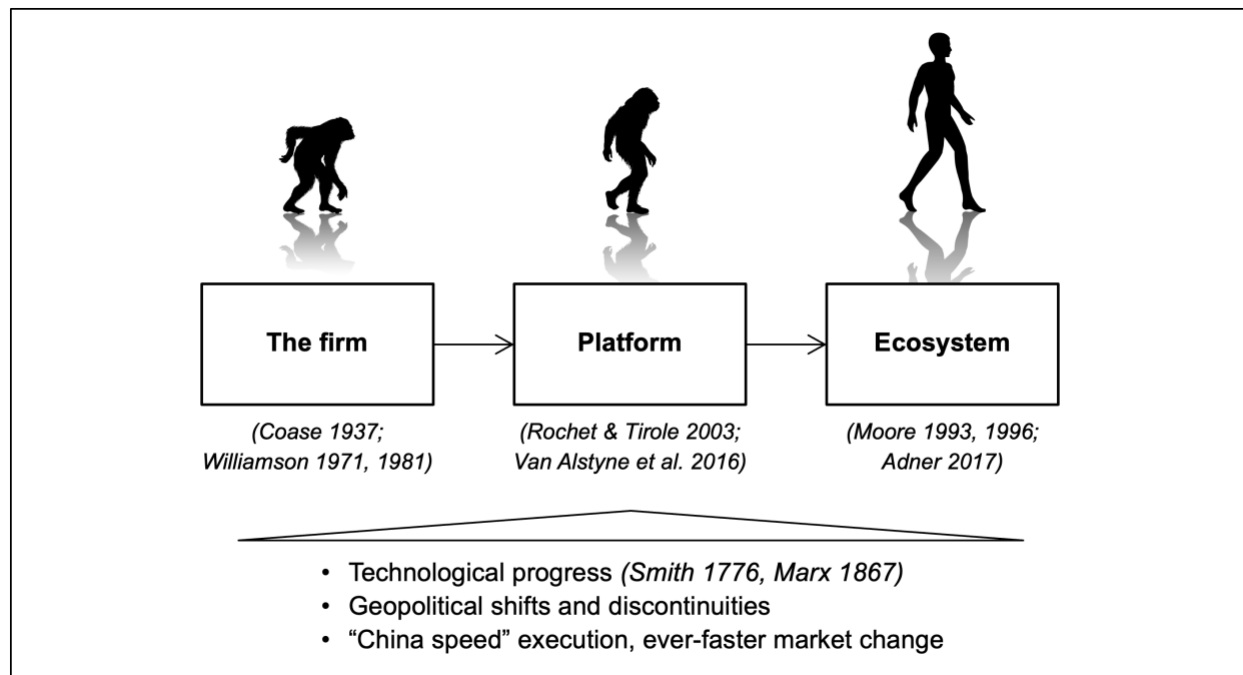 The firm
Platform
Ecosystem
(Coase 1937;
Williamson 1971, 1981)
(Rochet & Tirole 2003;
Van Alstyne et al. 2016)
(Moore 1993, 1996;
Adner 2017)
• Technological progress (Smith 1776, Marx 1867)
• Geopolitical shifts and discontinuities
• “China speed” execution, ever-faster market change